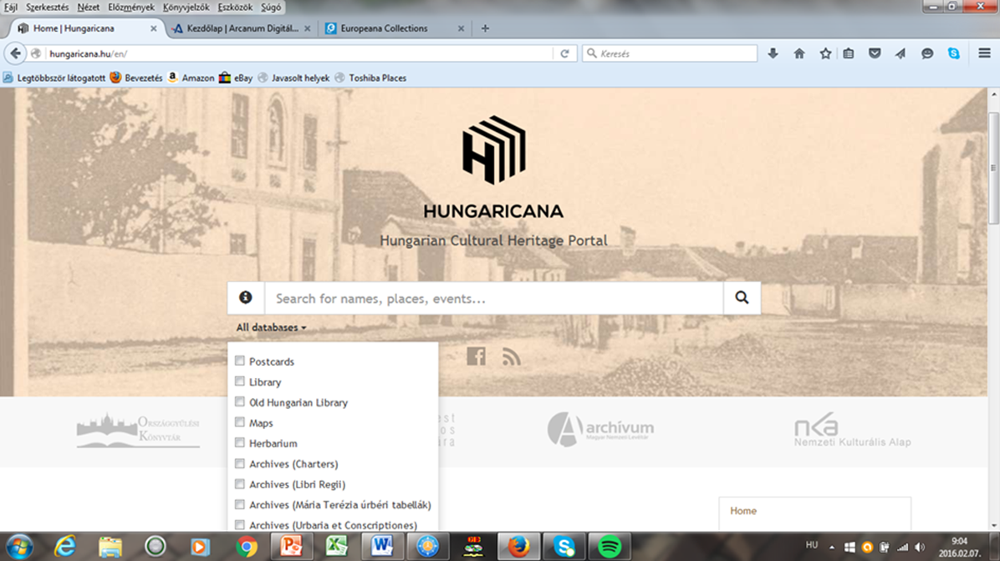 Fájl Szerkesztés Nézet Előzmények Könyvjelzők Eszközök Súgó
Home | Hungaricana
Kezdőlap | Arcanum Digitál...
Europeana Collections
hungaricana.hu/en/
Keresés
Legtöbbször látogatott Bevezetés Amazon eBay Javasolt helyek Toshiba Places
H
HUNGARICANA
Hungarian Cultural Heritage Portal
Search for names, places, events...
All databases
Postcards
Library
Old Hungarian Library
Maps
Herbarium
Archives (Charters)
Archives (Libri Regii)
Archives (Mária Terézia úrbéri tabellák)
Archives (Urbaria et Conscriptiones)
Országgyűlési
Könyvtár
est
os
ára
archívum
Magyar Nemzeti Levéltár
nka
Nemzeti Kulturális Alap
Home
HU
9:04
2016.02.07.